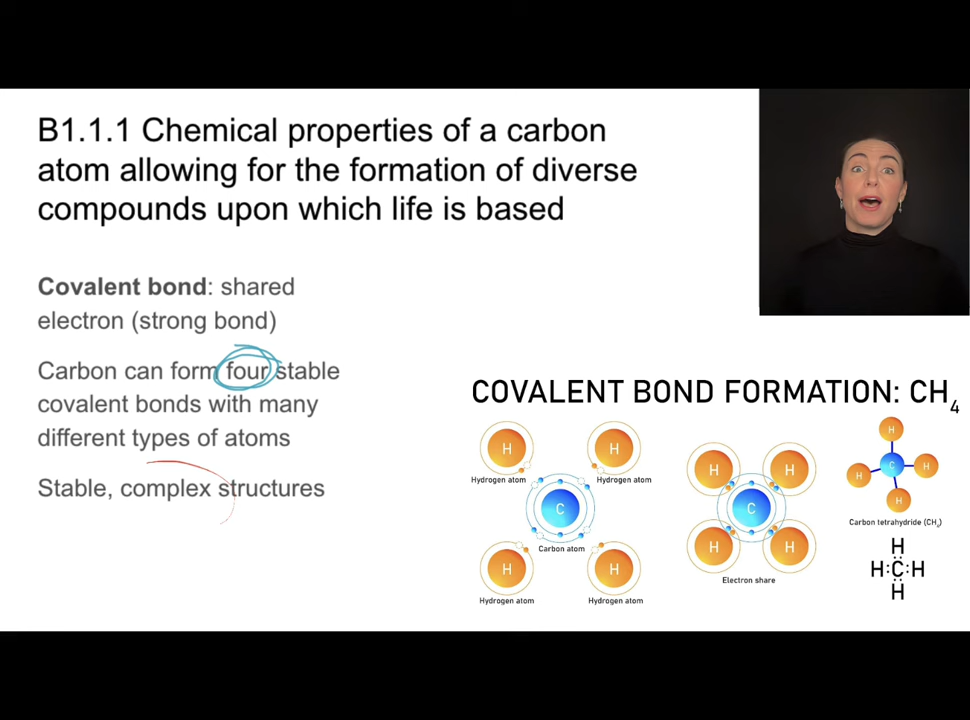 B1.1.1 Chemical properties of a carbon
atom allowing for the formation of diverse
compounds upon which life is based
Covalent bond: shared
electron (strong bond)
Carbon can form four stable
covalent bonds with many
different types of atoms
Stable, complex structures
COVALENT BOND FORMATION: CH4
H
H
Hydrogen atom
Hydrogen atom
C
Carbon atom
H
H
Hydrogen atom
Hydrogen atom
H
H
C
H
H
Electron share
H
H
C
H
H
Carbon tetrahydride (CH4)
H
H:C:H
H